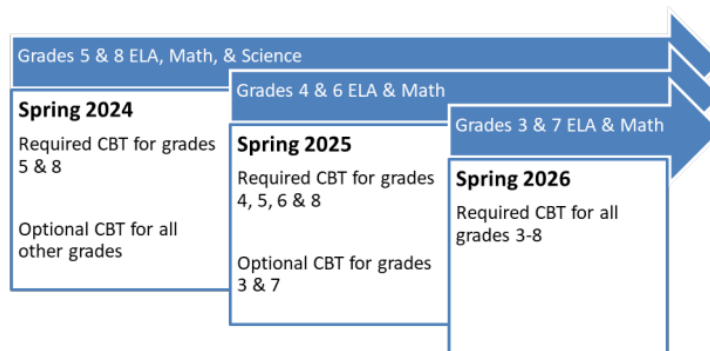 Grades 5 & 8 ELA, Math, & Science
Spring 2024
Required CBT for grades
5 & 8
Optional CBT for all
other grades
Grades 4 & 6 ELA & Math
Spring 2025
Required CBT for grades
4, 5, 6 & 8
Optional CBT for grades
3 & 7
Grades 3 & 7 ELA & Math
Spring 2026
Required CBT for all
grades 3-8